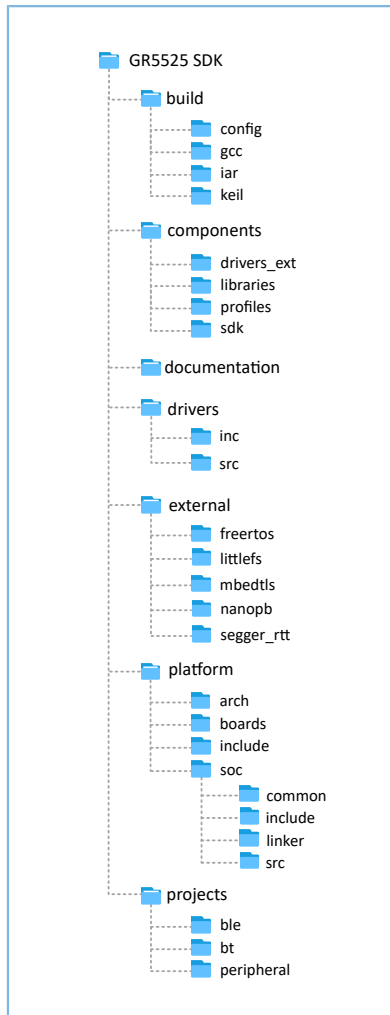 GR5525 SDK
build
config
gcc
iar
keil
components
drivers_ext
libraries
profiles
sdk
documentation
drivers
inc
src
external
freertos
littlefs
mbedtls
nanopb
segger_rtt
platform
arch
boards
include
soc
common
include
linker
src
projects
ble
bt
peripheral